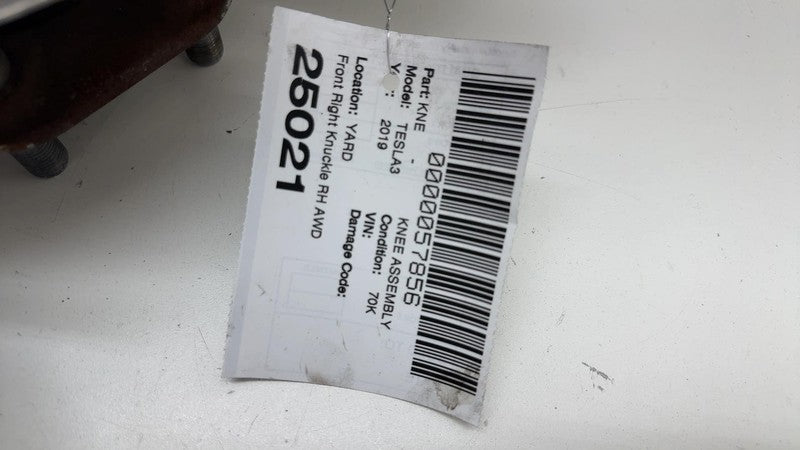 0000057856
Part: KNE - KNEE ASSEMBLY
Model: TESLA3 Condition: 70K
2019 VIN:
Location: YARD Damage Code:
Front Right Knuckle RH AWD
25021